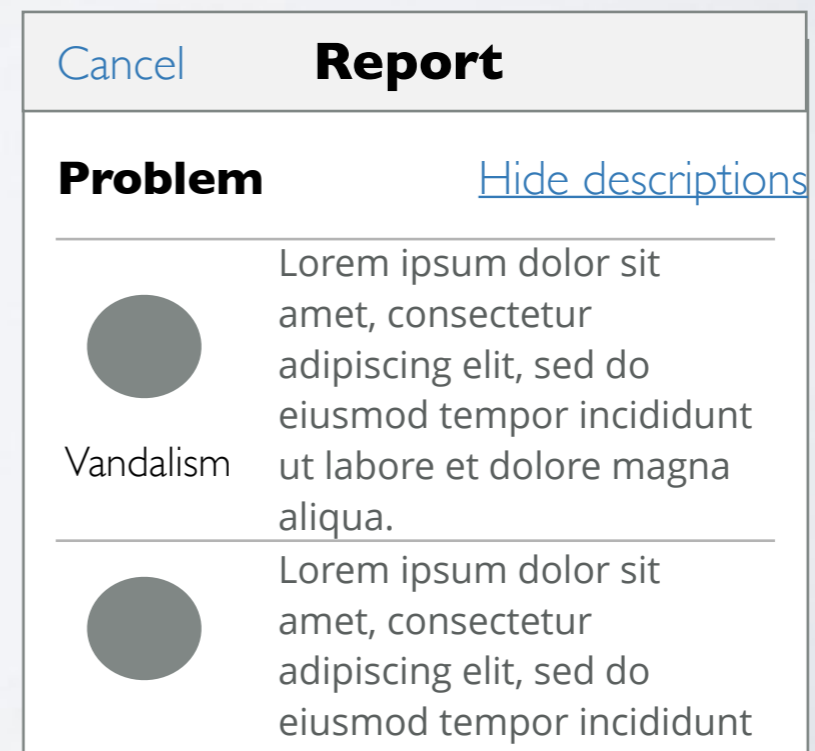 Cancel Report
Problem Hide descriptions
Lorem ipsum dolor sit
amet, consectetur
adipiscing elit, sed do
eiusmod tempor incididunt
Vandalism ut labore et dolore magna
aliqua.
Lorem ipsum dolor sit
amet, consectetur
adipiscing elit, sed do
eiusmod tempor incididunt